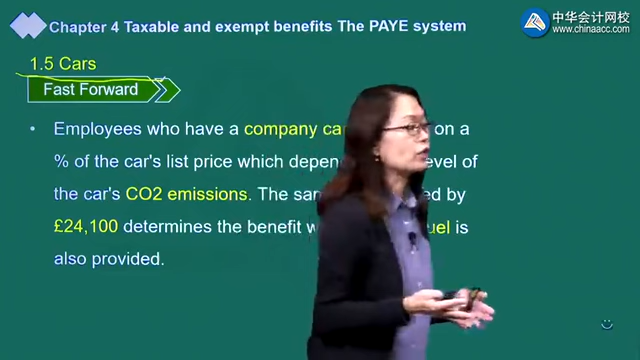 Chapter 4 Taxable and exempt benefits The PAYE system
中华会计网校
www.chinaacc.com
1.5 Cars
Fast Forward
• Employees who have a company on a
% of the car's list price which level of
the car's CO2 emissions. The by
£24,100 determines the benefit is
also provided.